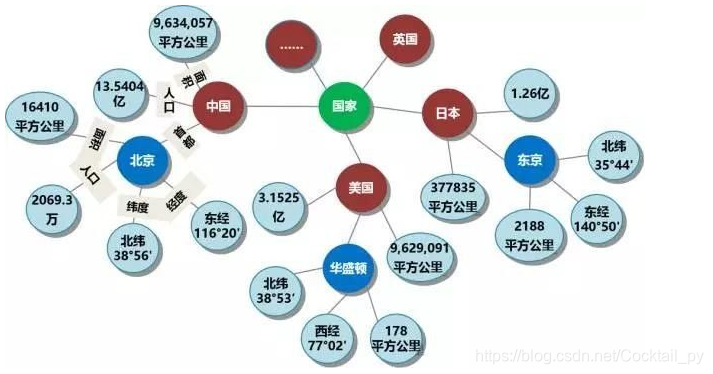 9,634,057
平方公里
面积
13.5404
亿
人口
中国
首都
16410
平方公里
面积
北京
人口
2069.3
万
纬度
北纬
38°56'
经度
东经
116°20'
......
英国
国家
日本
1.26亿
377835
平方公里
东京
北纬
35°44'
东经
140°50'
2188
平方公里
美国
3.1525
亿
9,629,091
平方公里
华盛顿
北纬
38°53'
西经
77°02'
178
平方公里
https://blog.csdn.net/Cocktail_py